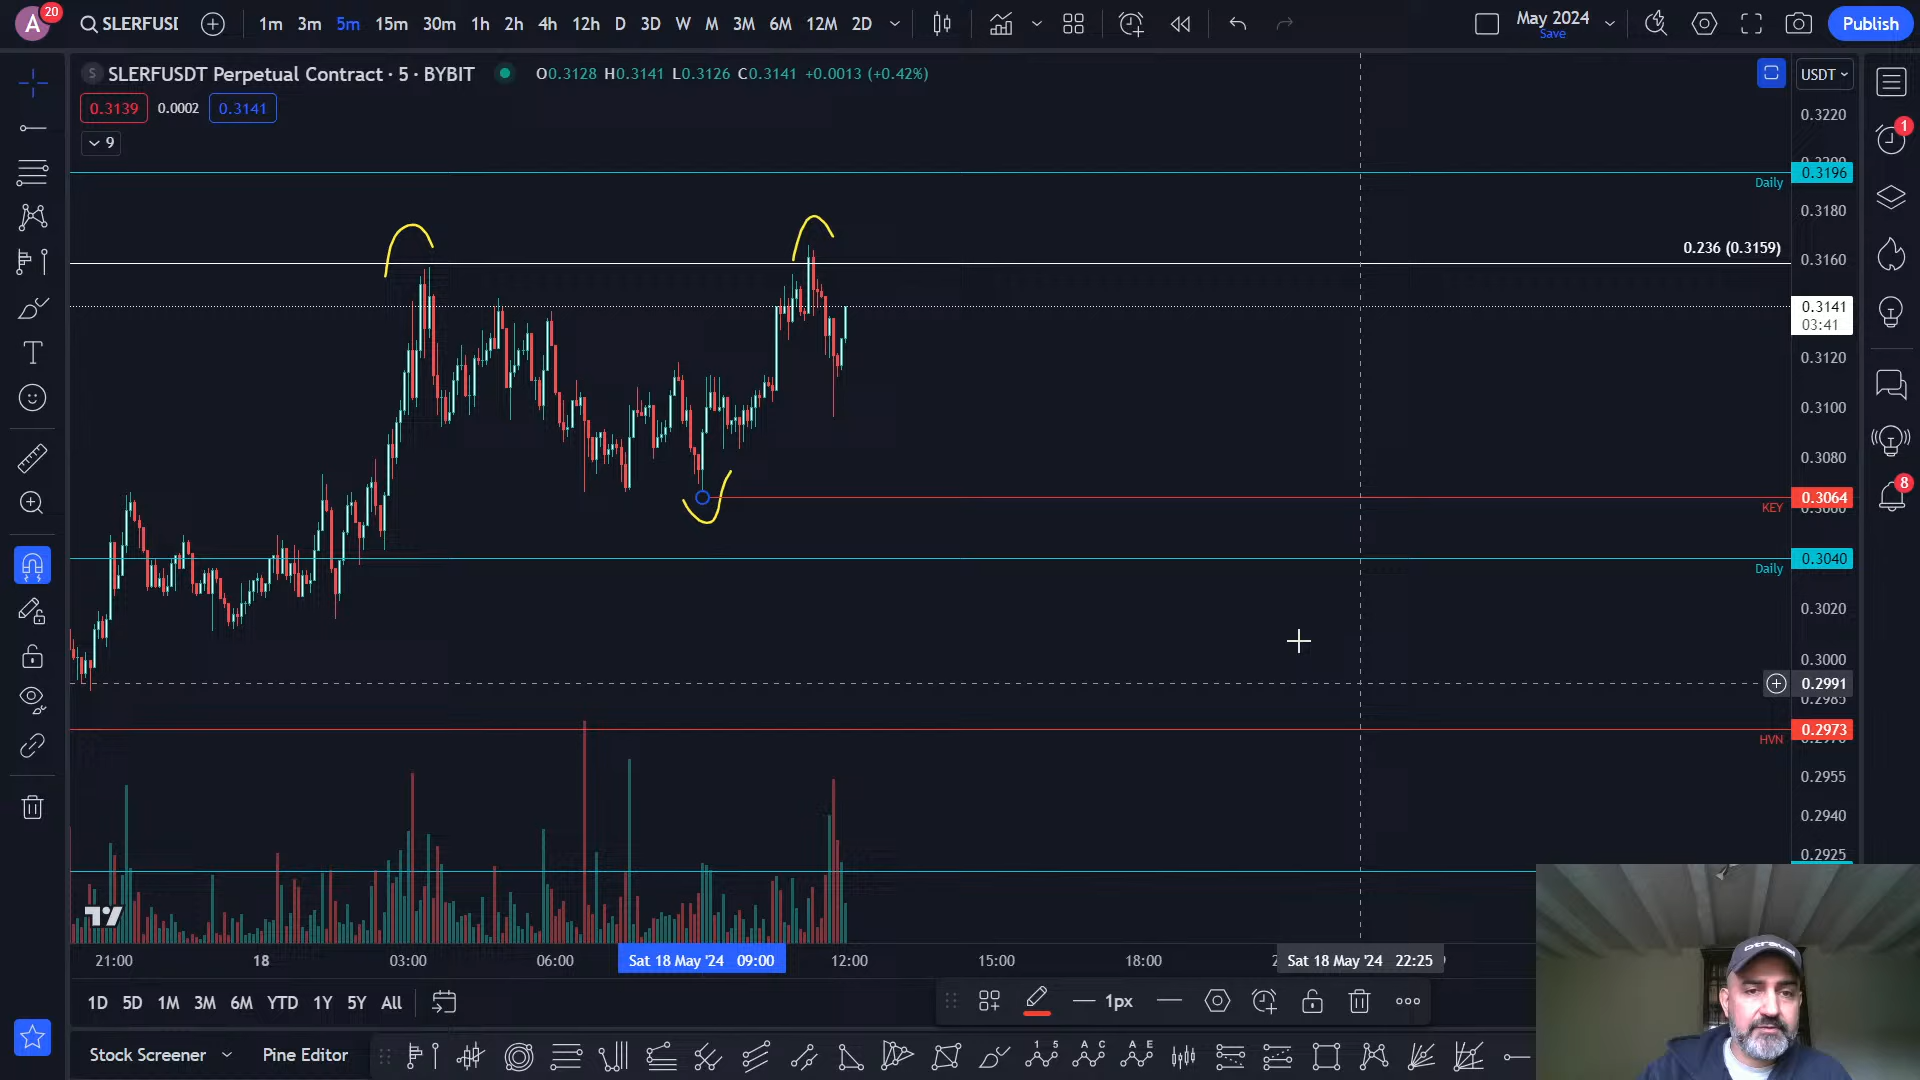 A 20 SLERFUSI 1m 3m 5m 15m 30m 1h 2h 4h 12h D 3D W M 3M 6M 12M 2D May 2024 Save Publish
S SLERFUSDT Perpetual Contract · 5 · BYBIT O0.3128 H0.3141 L0.3126 C0.3141 +0.0013 (+0.42%) USDT
0.3139 0.0002 0.3141
0.3220
9
1
0.3196
Daily
0.3180
0.236 (0.3159)
0.3160
0.3141
03:41
0.3120
0.3100
0.3080
0.3064
KEY
8
0.3040
Daily
0.3020
0.3000
0.2991
0.2985
0.2973
HVN
0.2955
0.2940
0.2925
21:00 18 03:00 06:00 Sat 18 May '24 09:00 12:00 15:00 18:00 Sat 18 May '24 22:25
1D 5D 1M 3M 6M YTD 1Y 5Y All 1px
Stock Screener Pine Editor